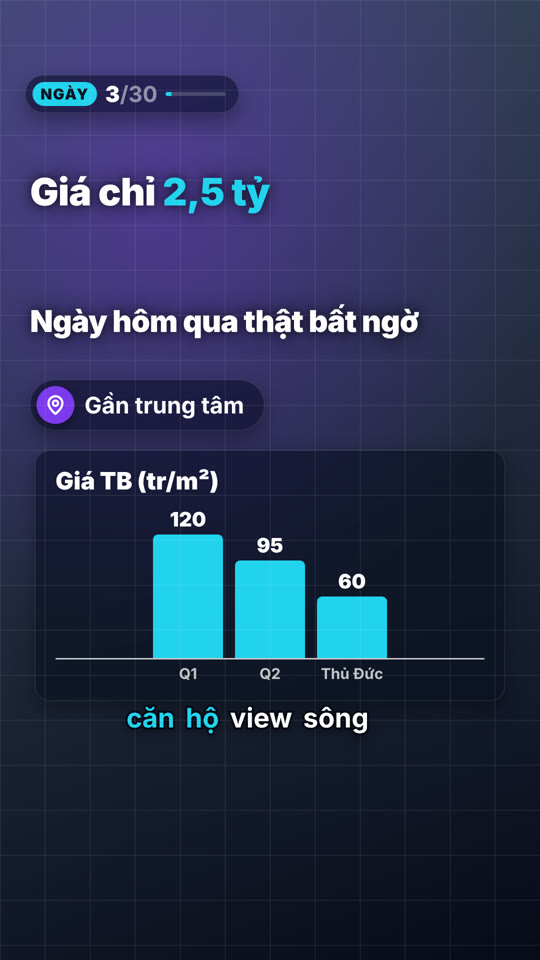 NGÀY 3/30
Giá chỉ 2,5 tỷ
Ngày hôm qua thật bất ngờ
Gần trung tâm
Giá TB (tr/m²)
120
95
60
Q1 Q2 Thủ Đức
căn hộ view sông